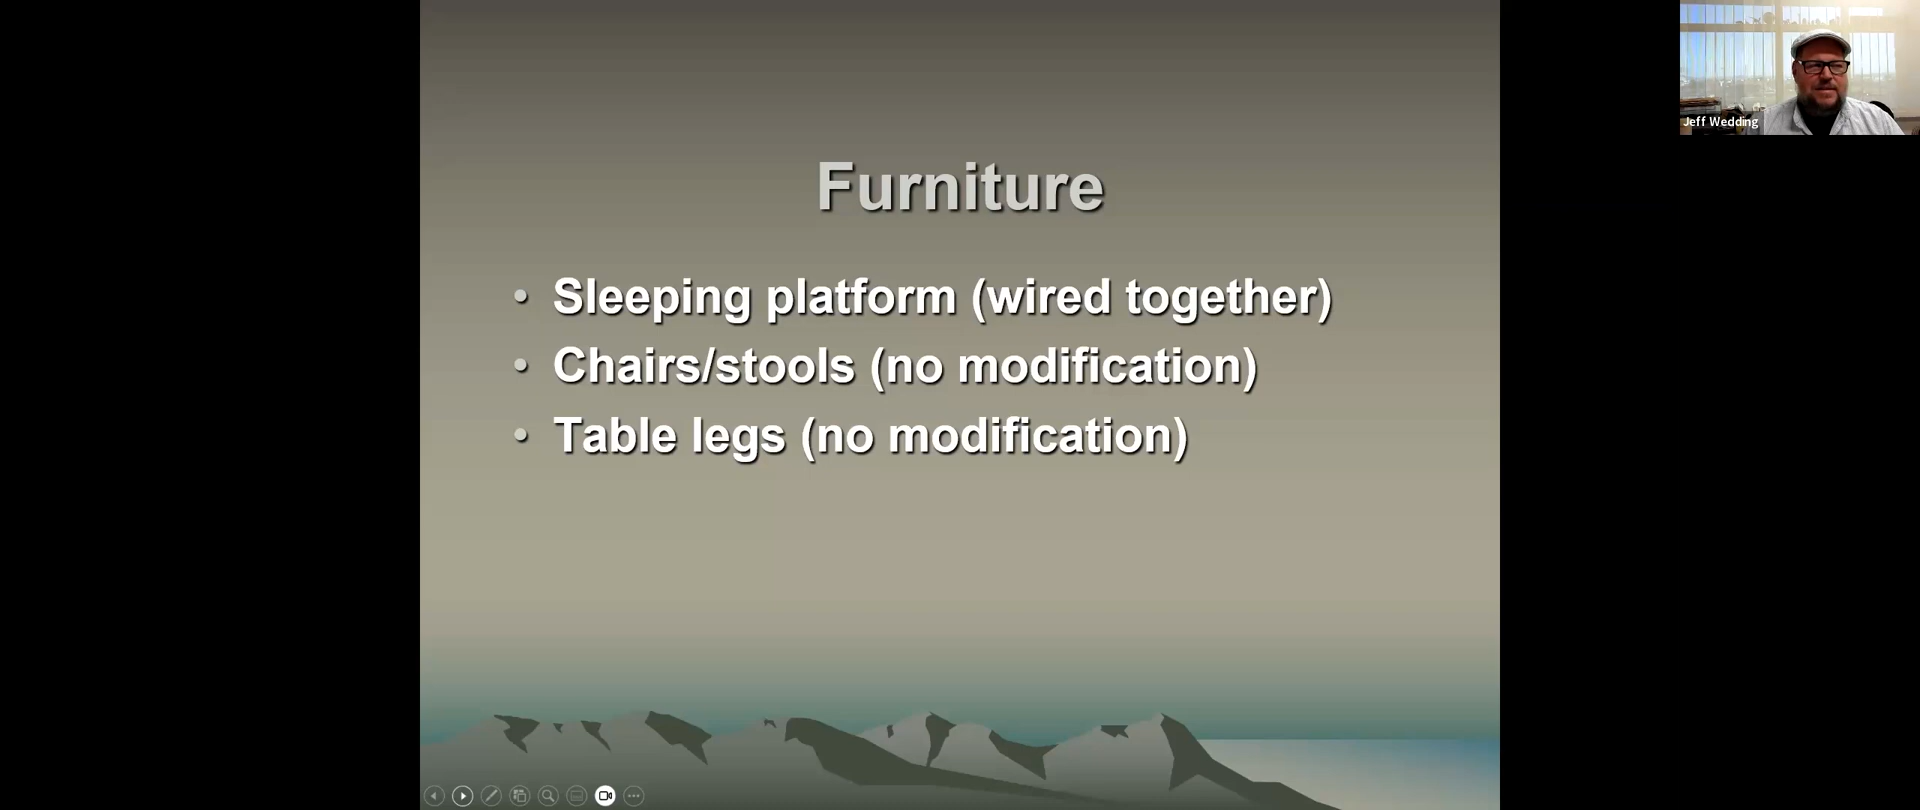 Furniture
• Sleeping platform (wired together)
• Chairs/stools (no modification)
• Table legs (no modification)
Jeff Wedding